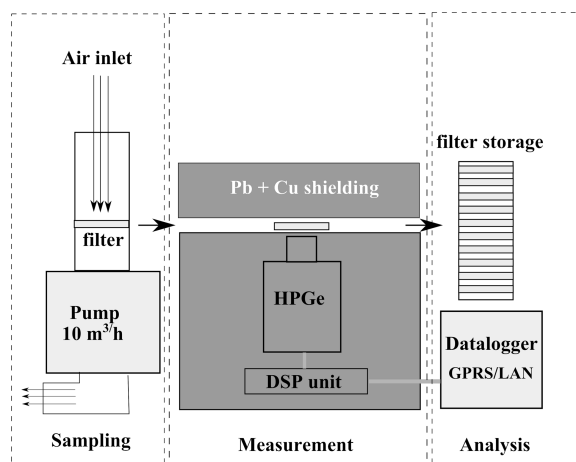 Air inlet
filter
Pump
10 m³/h
Sampling
Pb + Cu shielding
HPGe
DSP unit
Measurement
filter storage
Datalogger
GPRS/LAN
Analysis